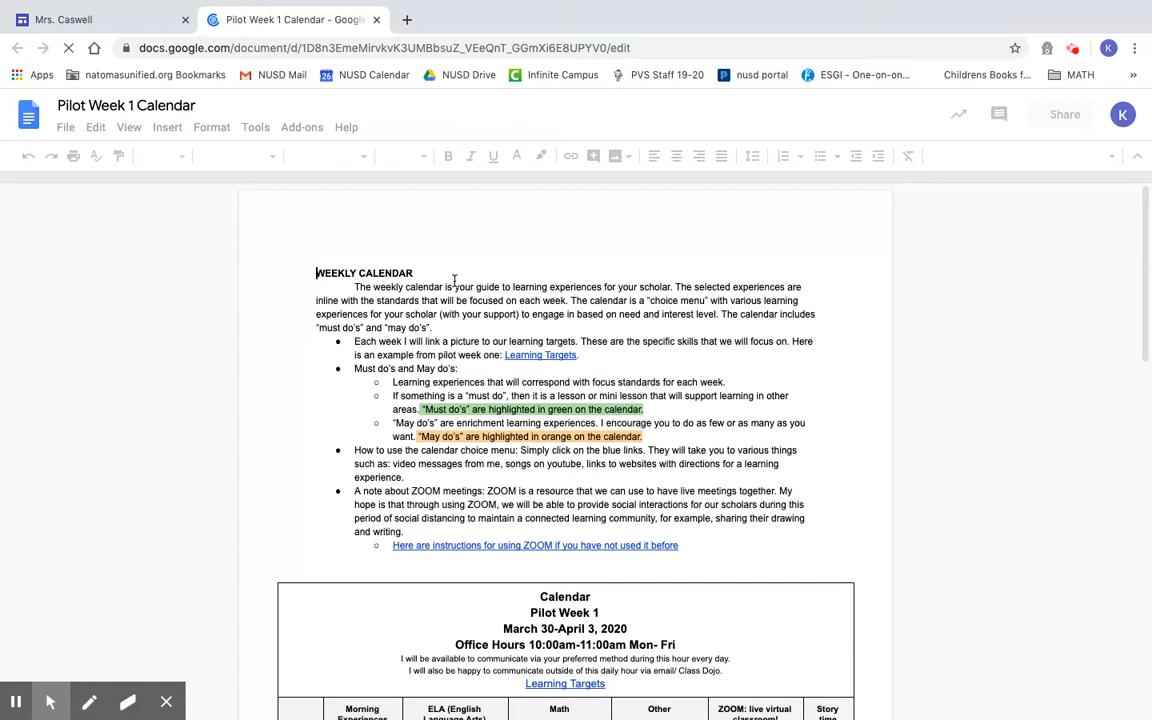 Mrs. Caswell
Pilot Week 1 Calendar - Google
docs.google.com/document/d/1D8n3EmeMirvkvK3UMBbsuZ_VEeQnT_GGmXi6E8UPYV0/edit
K
Apps natomasunified.org Bookmarks NUSD Mail 26 NUSD Calendar NUSD Drive Infinite Campus PVS Staff 19-20 nusd portal ESGI - One-on-on... Childrens Books f... MATH »
Pilot Week 1 Calendar
File Edit View Insert Format Tools Add-ons Help
Share K
B I U A
WEEKLY CALENDAR
The weekly calendar is your guide to learning experiences for your scholar. The selected experiences are
inline with the standards that will be focused on each week. The calendar is a “choice menu” with various learning
experiences for your scholar (with your support) to engage in based on need and interest level. The calendar includes
“must do’s” and “may do’s”.
● Each week I will link a picture to our learning targets. These are the specific skills that we will focus on. Here
is an example from pilot week one: Learning Targets.
● Must do’s and May do’s:
○ Learning experiences that will correspond with focus standards for each week.
○ If something is a “must do”, then it is a lesson or mini lesson that will support learning in other
areas. “Must do’s” are highlighted in green on the calendar.
○ “May do’s” are enrichment learning experiences. I encourage you to do as few or as many as you
want. “May do’s” are highlighted in orange on the calendar.
● How to use the calendar choice menu: Simply click on the blue links. They will take you to various things
such as: video messages from me, songs on youtube, links to websites with directions for a learning
experience.
● A note about ZOOM meetings: ZOOM is a resource that we can use to have live meetings together. My
hope is that through using ZOOM, we will be able to provide social interactions for our scholars during this
period of social distancing to maintain a connected learning community, for example, sharing their drawing
and writing.
○ Here are instructions for using ZOOM if you have not used it before
Calendar
Pilot Week 1
March 30-April 3, 2020
Office Hours 10:00am-11:00am Mon- Fri
I will be available to communicate via your preferred method during this hour every day.
I will also be happy to communicate outside of this daily hour via email/ Class Dojo.
Learning Targets
Morning ELA (English Math Other ZOOM: live virtual Story
Experiences Language Arts) classroom! time